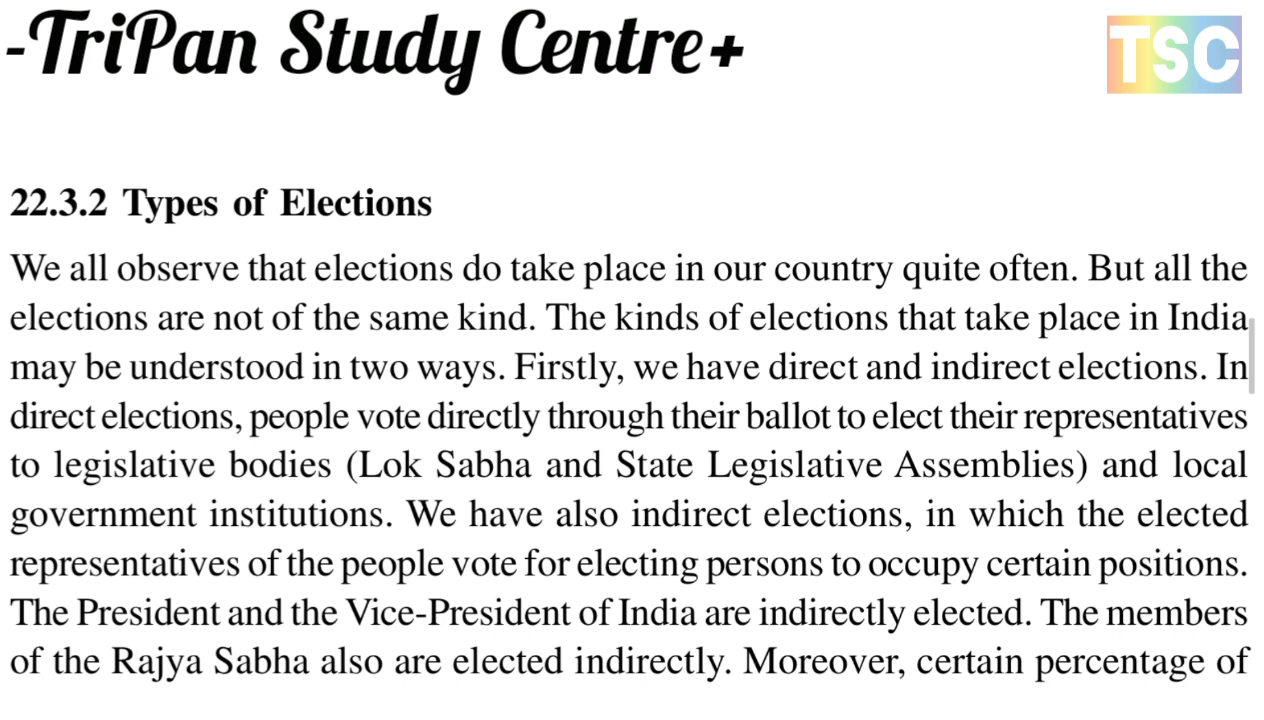 -TriPan Study Centre+
TSC
22.3.2 Types of Elections
We all observe that elections do take place in our country quite often. But all the
elections are not of the same kind. The kinds of elections that take place in India
may be understood in two ways. Firstly, we have direct and indirect elections. In
direct elections, people vote directly through their ballot to elect their representatives
to legislative bodies (Lok Sabha and State Legislative Assemblies) and local
government institutions. We have also indirect elections, in which the elected
representatives of the people vote for electing persons to occupy certain positions.
The President and the Vice-President of India are indirectly elected. The members
of the Rajya Sabha also are elected indirectly. Moreover, certain percentage of